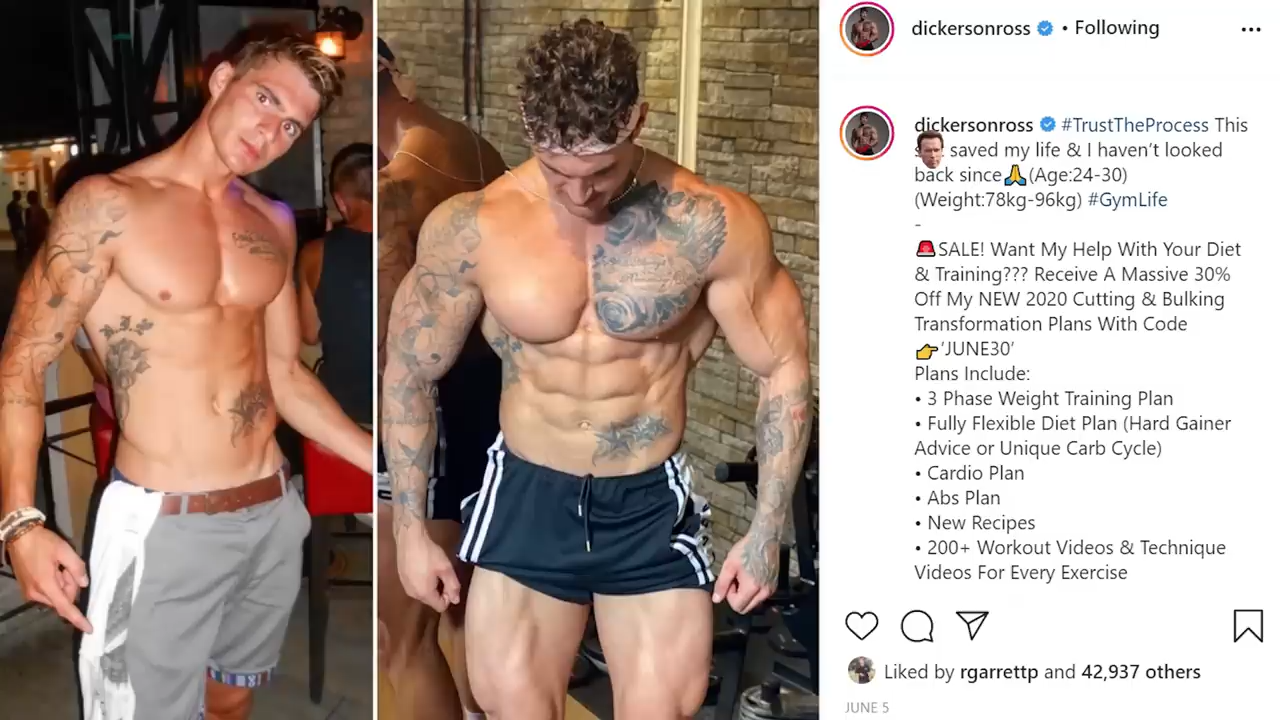 dickersonross • Following
dickersonross #TrustTheProcess This
saved my life & I haven't looked
back since🙏(Age:24-30)
(Weight:78kg-96kg) #GymLife
-
🚨SALE! Want My Help With Your Diet
& Training??? Receive A Massive 30%
Off My NEW 2020 Cutting & Bulking
Transformation Plans With Code
👉'JUNE30'
Plans Include:
• 3 Phase Weight Training Plan
• Fully Flexible Diet Plan (Hard Gainer
Advice or Unique Carb Cycle)
• Cardio Plan
• Abs Plan
• New Recipes
• 200+ Workout Videos & Technique
Videos For Every Exercise
Liked by rgarrettp and 42,937 others
JUNE 5